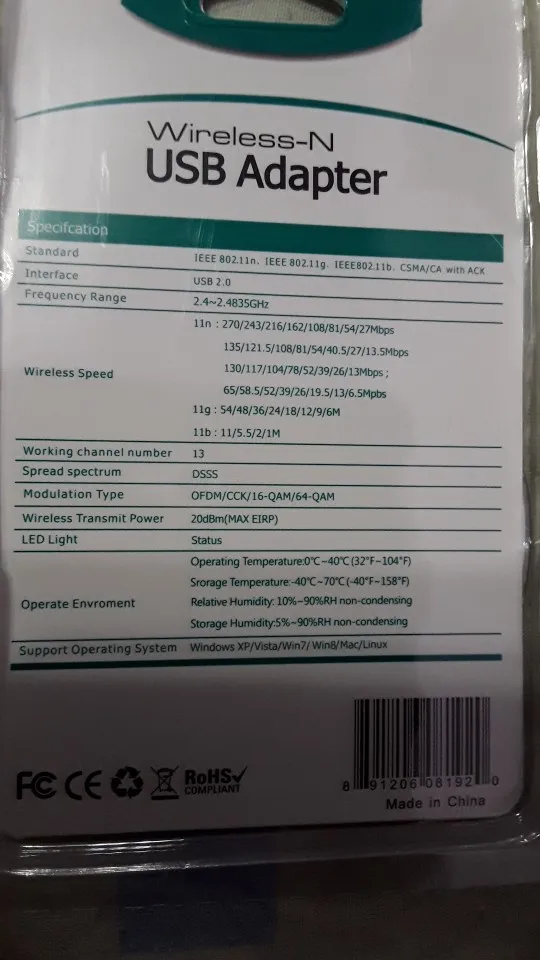 Wireless-N
USB Adapter
Specifcation
Standard IEEE 802.11n. IEEE 802.11g. IEEE802.11b. CSMA/CA with ACK
Interface USB 2.0
Frequency Range 2.4~2.4835GHz
Wireless Speed 11n : 270/243/216/162/108/81/54/27Mbps
135/121.5/108/81/54/40.5/27/13.5Mbps
130/117/104/78/52/39/26/13Mbps ;
65/58.5/52/39/26/19.5/13/6.5Mpbs
11g : 54/48/36/24/18/12/9/6M
11b : 11/5.5/2/1M
Working channel number 13
Spread spectrum DSSS
Modulation Type OFDM/CCK/16-QAM/64-QAM
Wireless Transmit Power 20dBm(MAX EIRP)
LED Light Status
Operate Enviroment Operating Temperature:0℃~40℃(32°F~104°F)
Srorage Temperature:-40℃~70℃(-40°F~158°F)
Relative Humidity: 10%~90%RH non-condensing
Storage Humidity:5%~90%RH non-condensing
Support Operating System Windows XP/Vista/Win7/ Win8/Mac/Linux
FC CE RoHS✓
COMPLIANT
8 91206 08192 0
Made in China